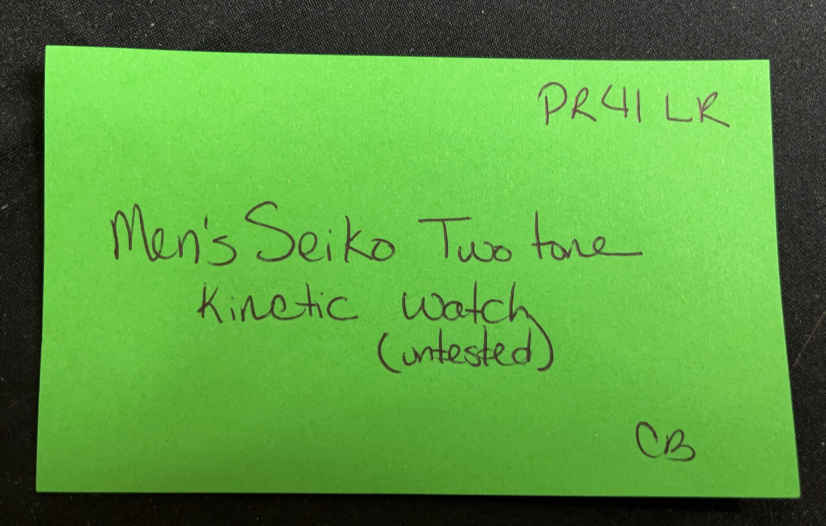 PR41 LR
Men's Seiko Two tone
Kinetic Watch
(untested)
CB